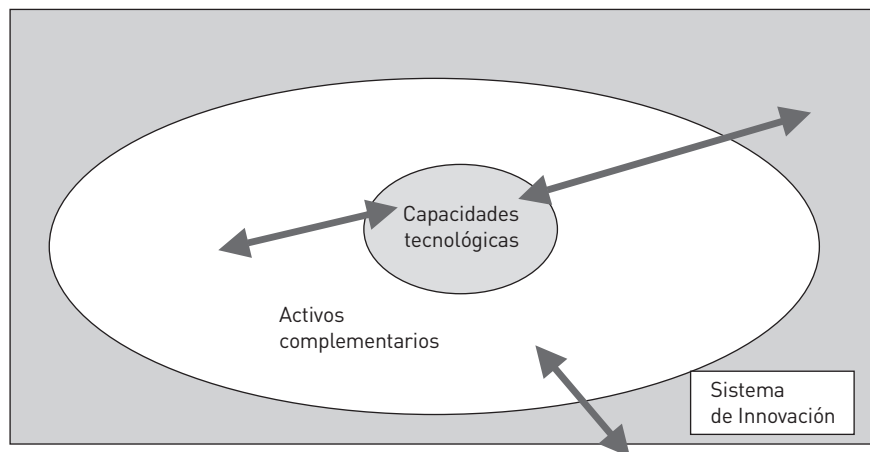 Capacidades
tecnológicas
Activos
complementarios
Sistema
de Innovación